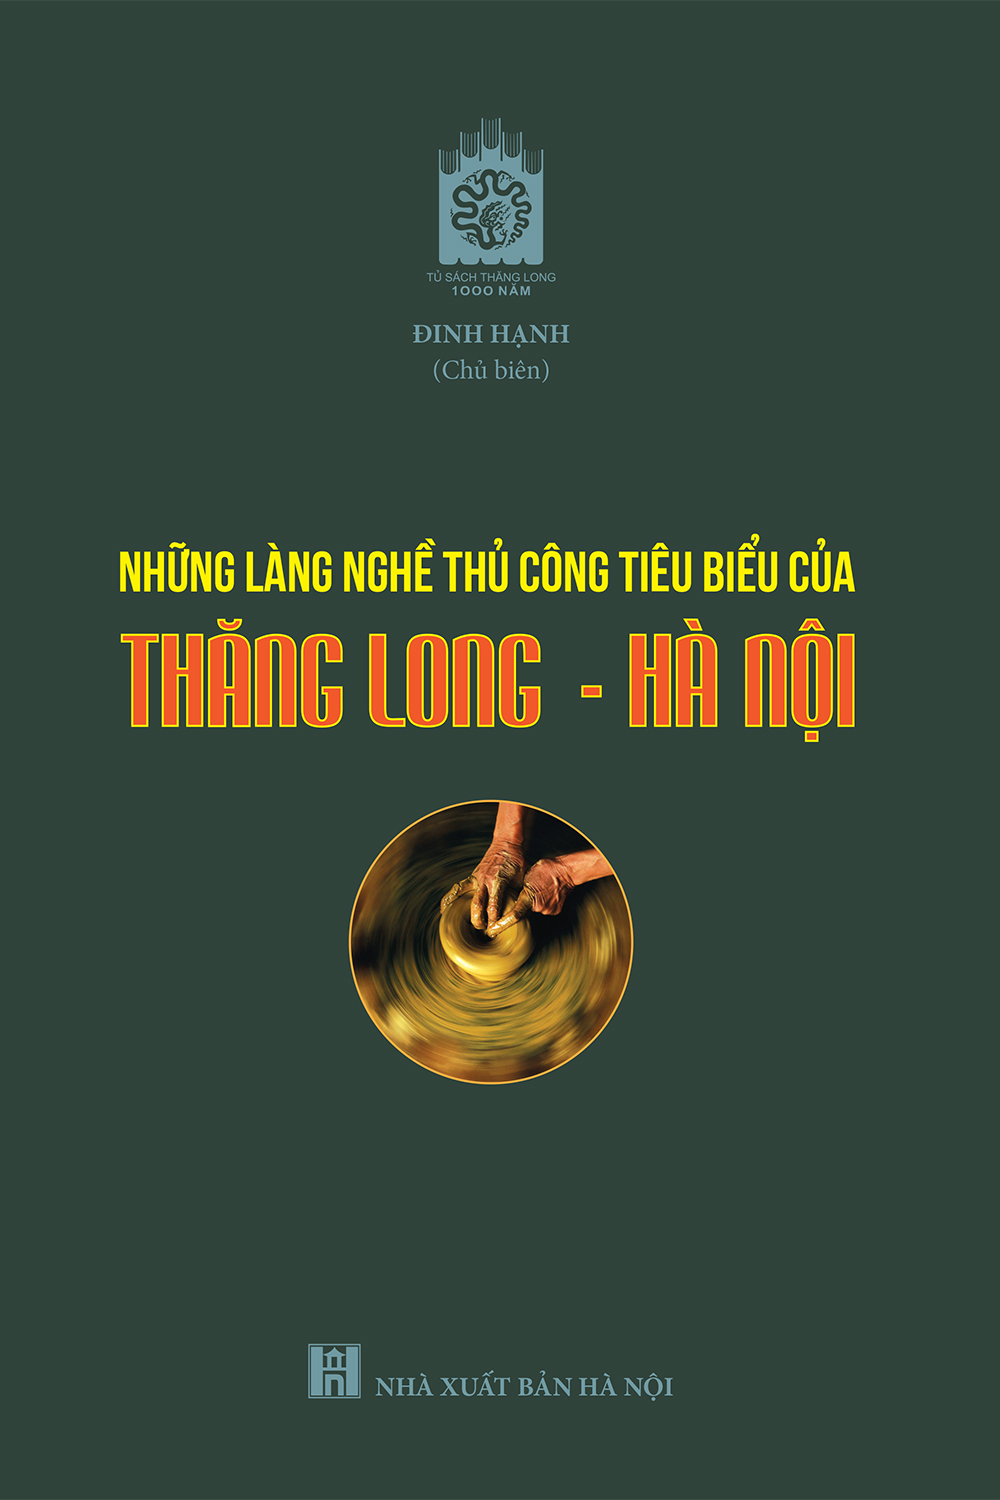 TỦ SÁCH THĂNG LONG
1000 NĂM
ĐINH HẠNH
(Chủ biên)
NHỮNG LÀNG NGHỀ THỦ CÔNG TIÊU BIỂU CỦA
THĂNG LONG - HÀ NỘI
NHÀ XUẤT BẢN HÀ NỘI